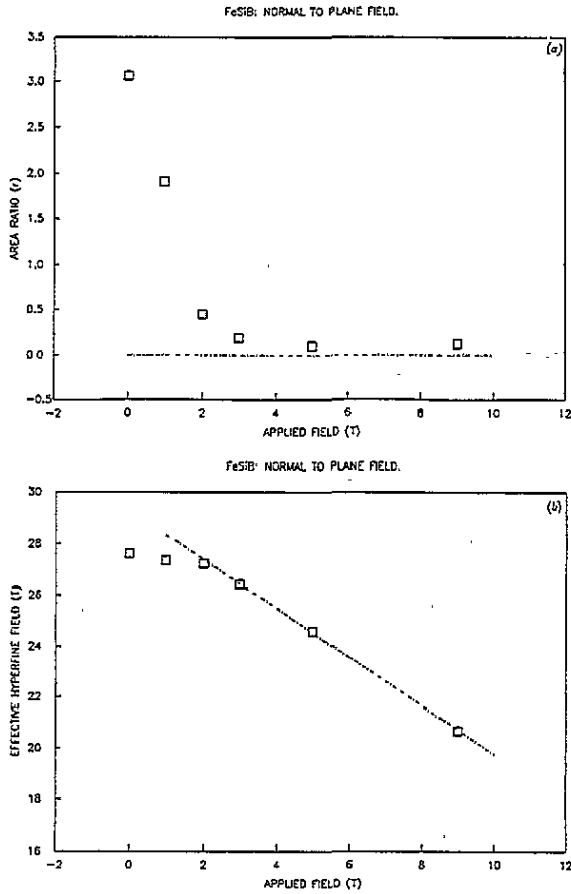 FeSiB: NORMAL TO PLANE FIELD.
(a)
3.5
3.0
2.5
2.0
1.5
1.0
0.5
0.0
-0.5
AREA RATIO (r)
-2 0 2 4 6 8 10 12
APPLIED FIELD (T)
FeSiB: NORMAL TO PLANE FIELD.
(b)
30
28
26
24
22
20
18
16
EFFECTIVE HYPERFINE FIELD (T)
-2 0 2 4 6 8 10 12
APPLIED FIELD (T)